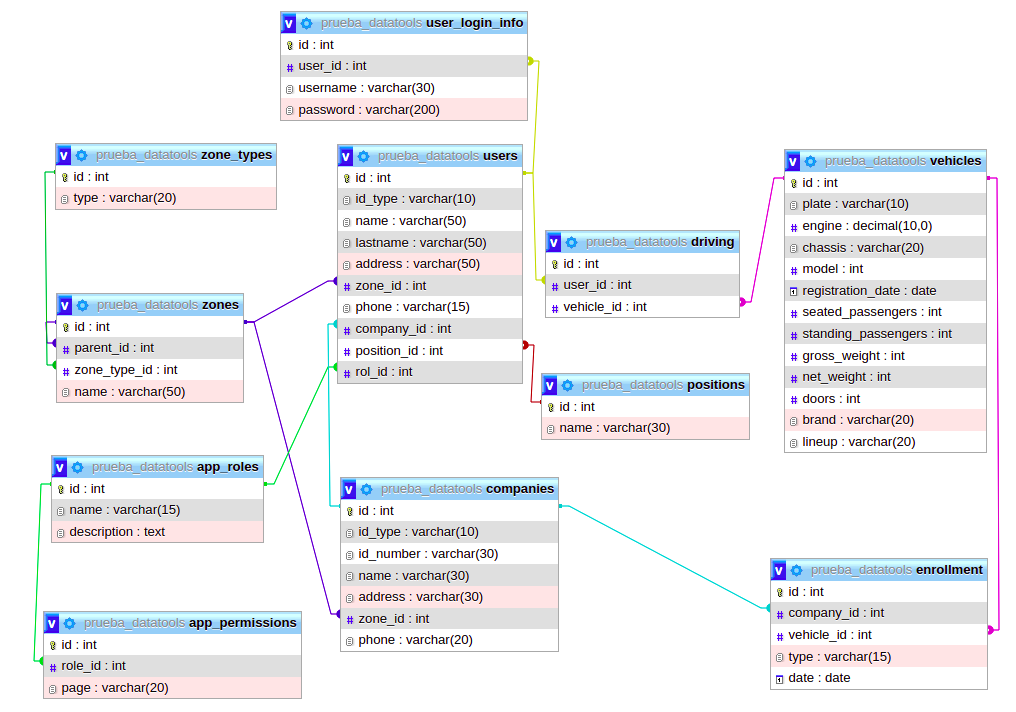 prueba_datatools user_login_info
id : int
user_id : int
username : varchar(30)
password : varchar(200)
prueba_datatools zone_types
id : int
type : varchar(20)
prueba_datatools users
id : int
id_type : varchar(10)
name : varchar(50)
lastname : varchar(50)
address : varchar(50)
zone_id : int
phone : varchar(15)
company_id : int
position_id : int
rol_id : int
prueba_datatools vehicles
id : int
plate : varchar(10)
engine : decimal(10,0)
chassis : varchar(20)
model : int
registration_date : date
seated_passengers : int
standing_passengers : int
gross_weight : int
net_weight : int
doors : int
brand : varchar(20)
lineup : varchar(20)
prueba_datatools driving
id : int
user_id : int
vehicle_id : int
prueba_datatools zones
id : int
parent_id : int
zone_type_id : int
name : varchar(50)
prueba_datatools positions
id : int
name : varchar(30)
prueba_datatools app_roles
id : int
name : varchar(15)
description : text
prueba_datatools companies
id : int
id_type : varchar(10)
id_number : varchar(30)
name : varchar(30)
address : varchar(30)
zone_id : int
phone : varchar(20)
prueba_datatools enrollment
id : int
company_id : int
vehicle_id : int
type : varchar(15)
date : date
prueba_datatools app_permissions
id : int
role_id : int
page : varchar(20)